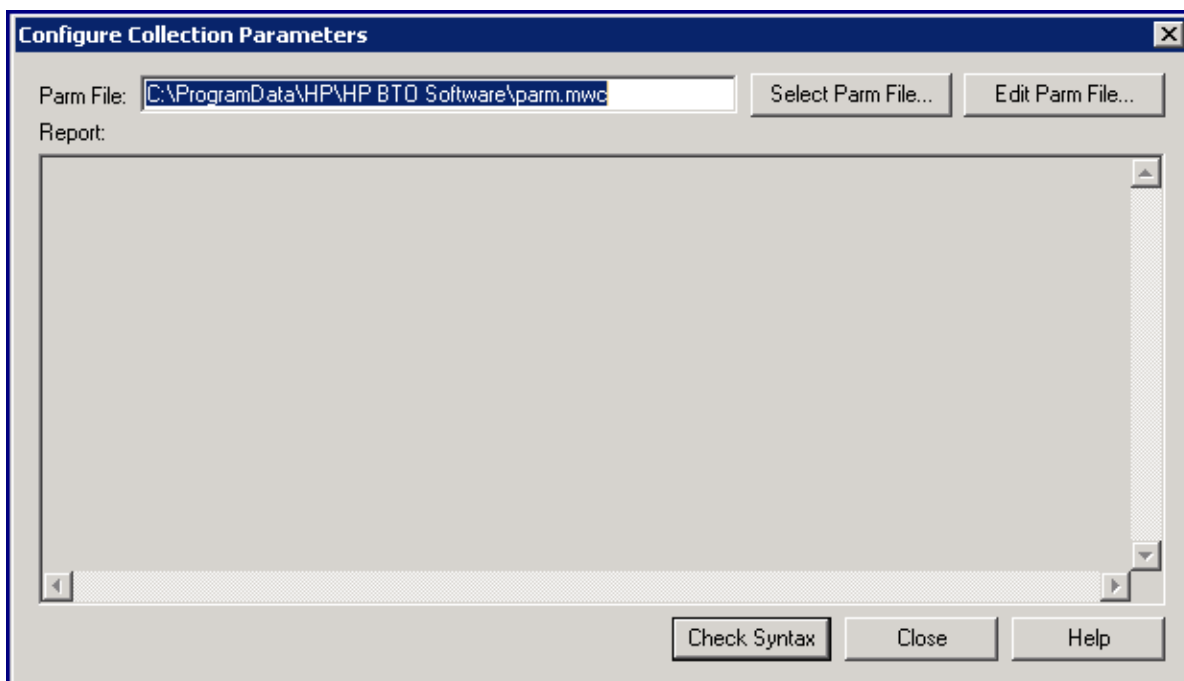 Configure Collection Parameters
Parm File: C:\ProgramData\HP\HP BTO Software\parm.mwc Select Parm File... Edit Parm File...
Report:
Check Syntax Close Help